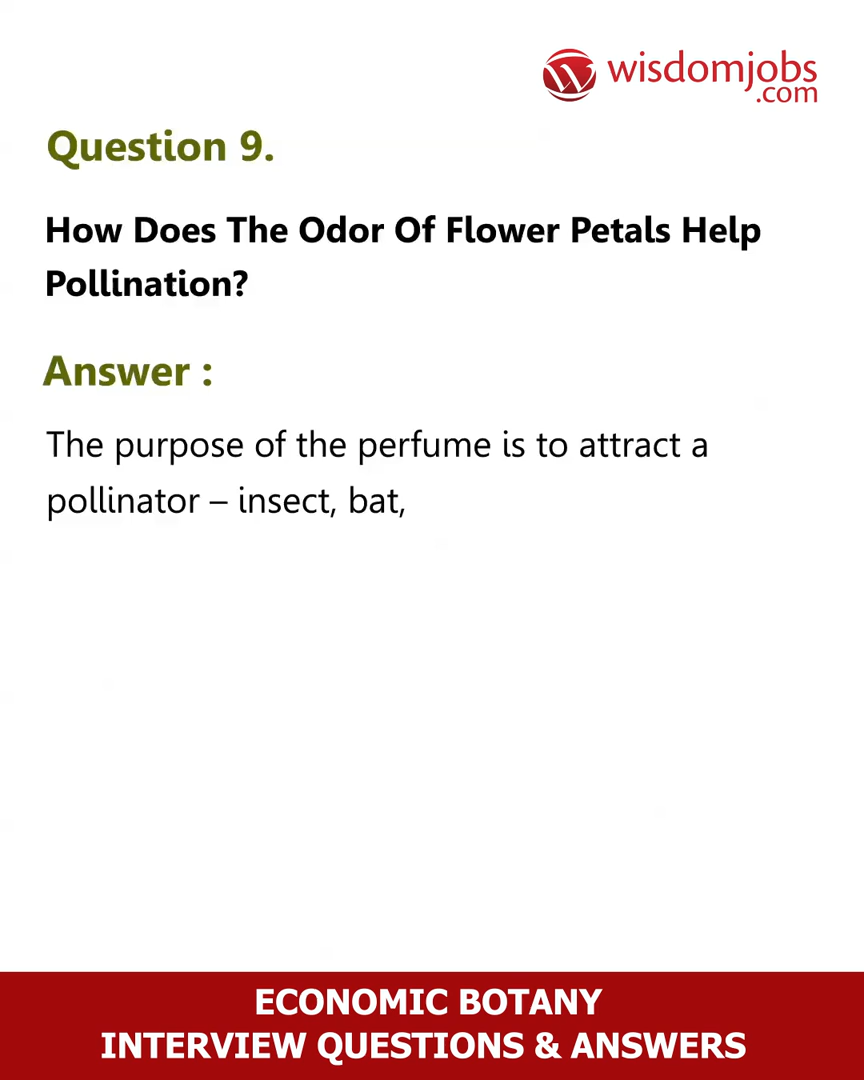 wisdomjobs
.com
Question 9.
How Does The Odor Of Flower Petals Help
Pollination?
Answer :
The purpose of the perfume is to attract a
pollinator – insect, bat,
ECONOMIC BOTANY
INTERVIEW QUESTIONS & ANSWERS